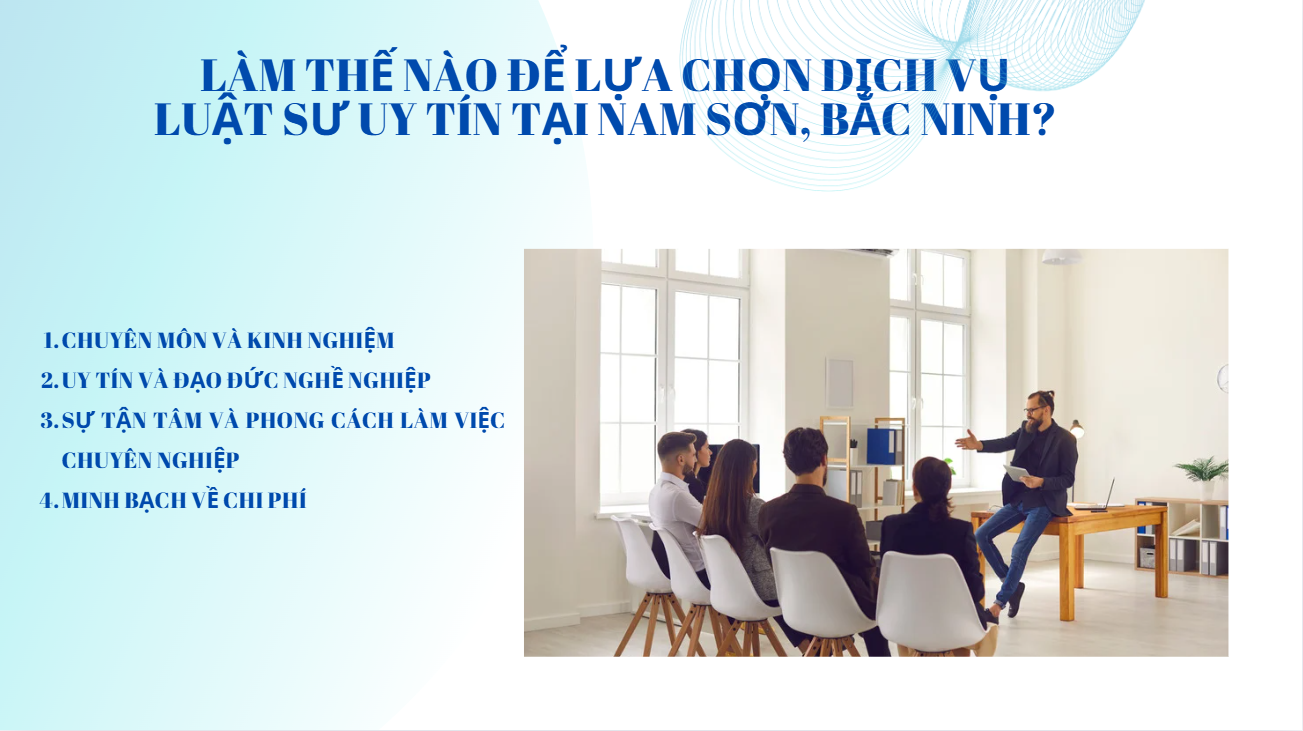 LÀM THẾ NÀO ĐỂ LỰA CHỌN DỊCH VỤ
LUẬT SƯ UY TÍN TẠI NAM SƠN, BẮC NINH?
1. CHUYÊN MÔN VÀ KINH NGHIỆM
2. UY TÍN VÀ ĐẠO ĐỨC NGHỀ NGHIỆP
3. SỰ TẬN TÂM VÀ PHONG CÁCH LÀM VIỆC
CHUYÊN NGHIỆP
4. MINH BẠCH VỀ CHI PHÍ